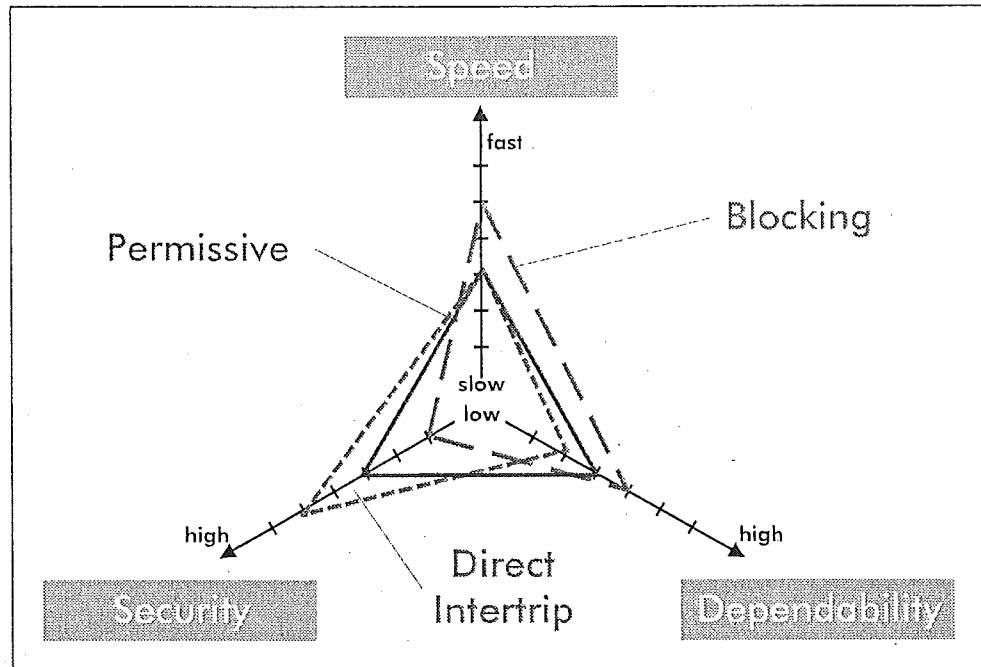 Speed
fast
Blocking
Permissive
slow
low
high
high
Direct
Intertrip
Security
Dependability